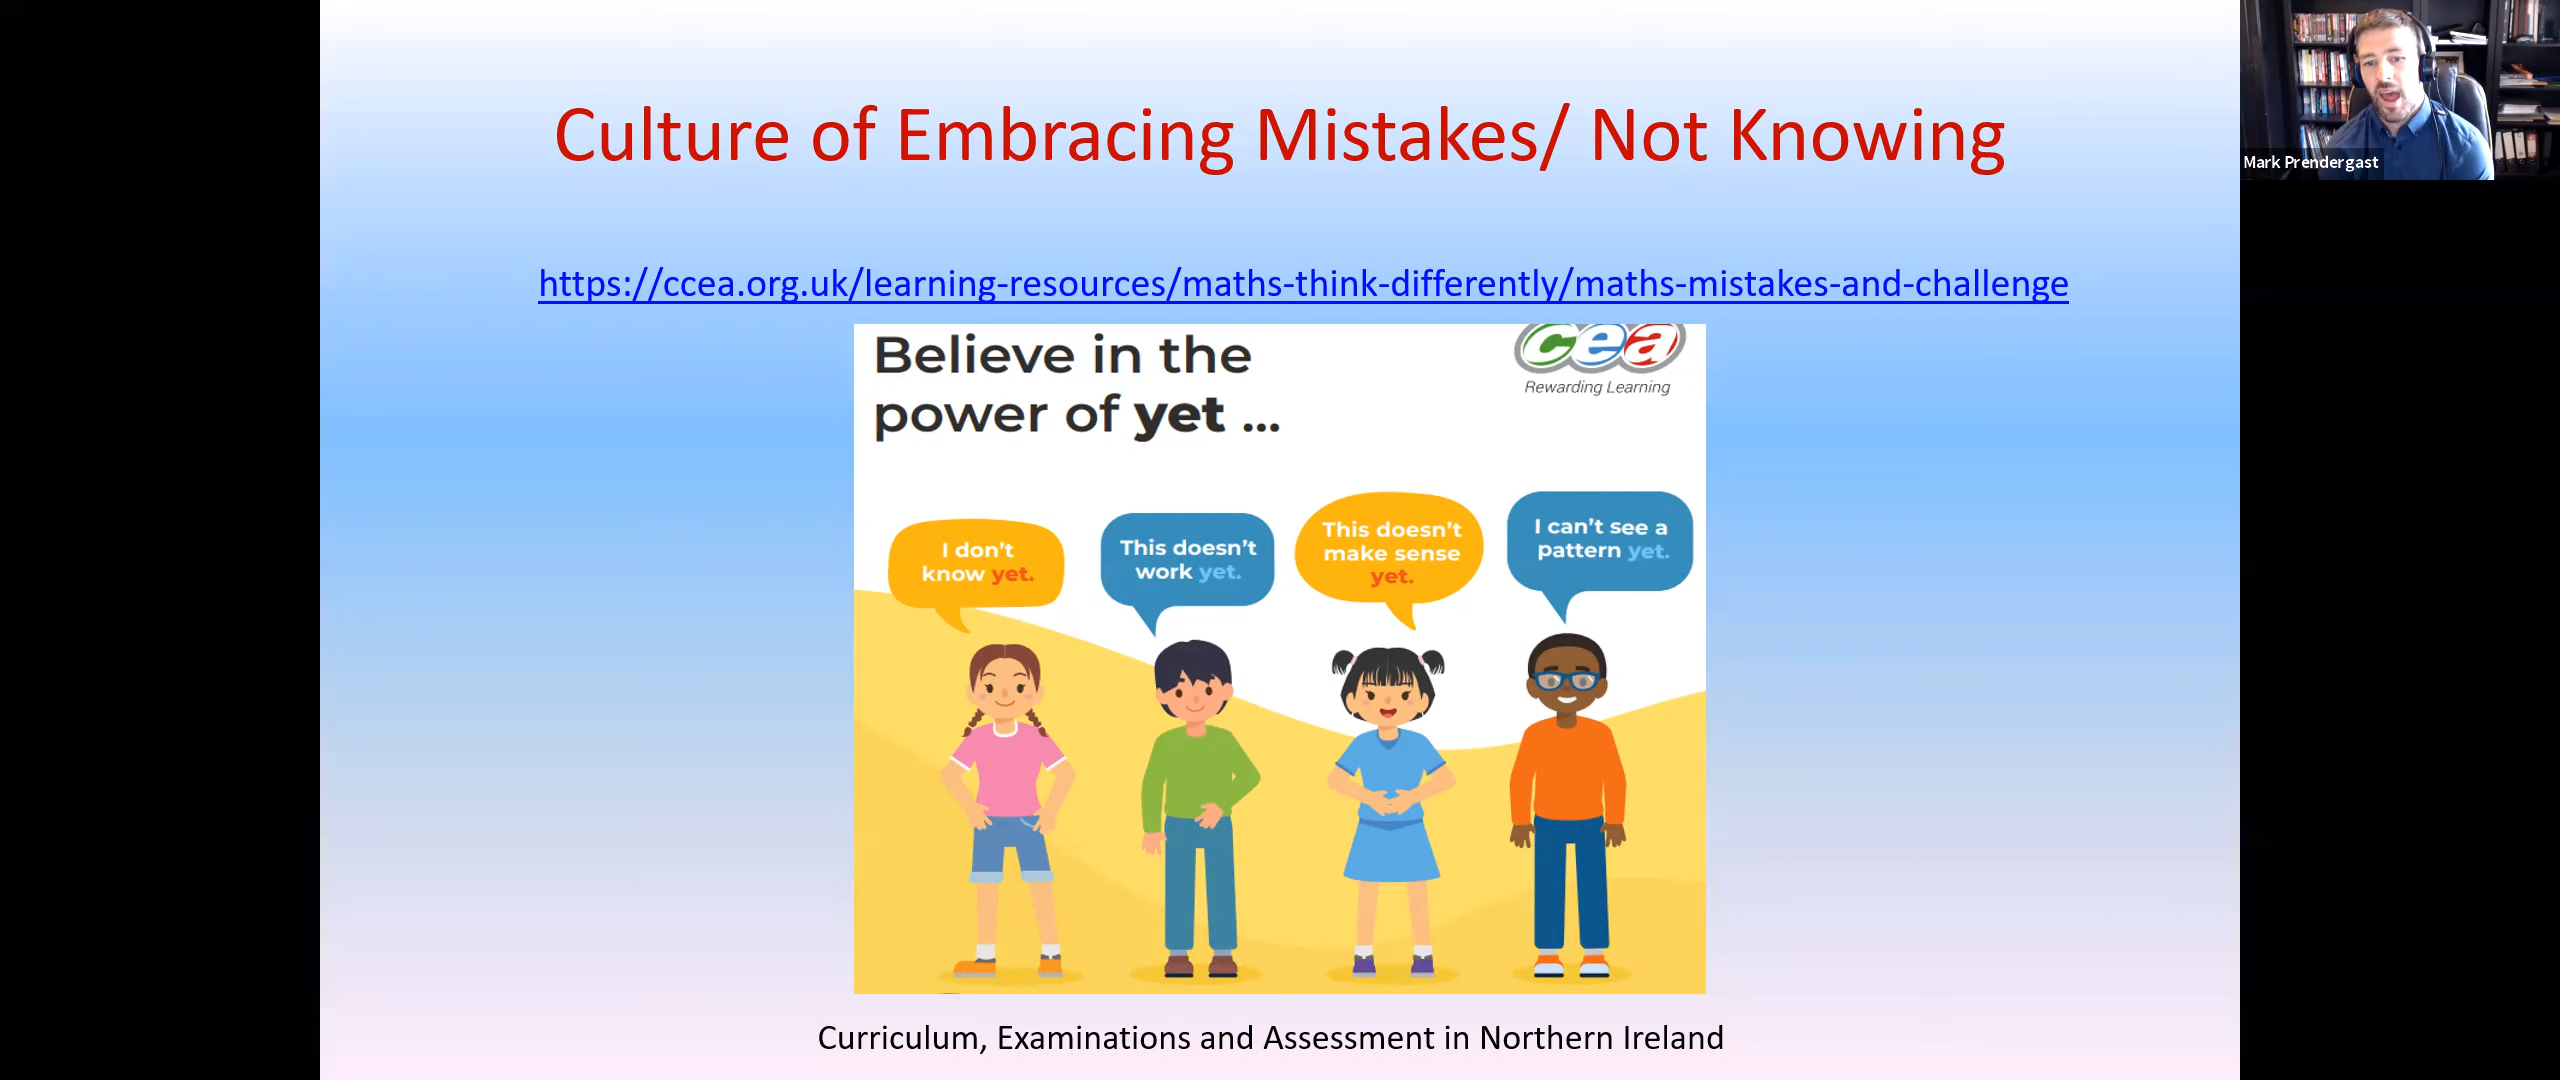 Culture of Embracing Mistakes/ Not Knowing
Mark Prendergast
https://ccea.org.uk/learning-resources/maths-think-differently/maths-mistakes-and-challenge
Believe in the
power of yet ...
cea
Rewarding Learning
I don't
know yet.
This doesn't
work yet.
This doesn't
make sense
yet.
I can't see a
pattern yet.
Curriculum, Examinations and Assessment in Northern Ireland